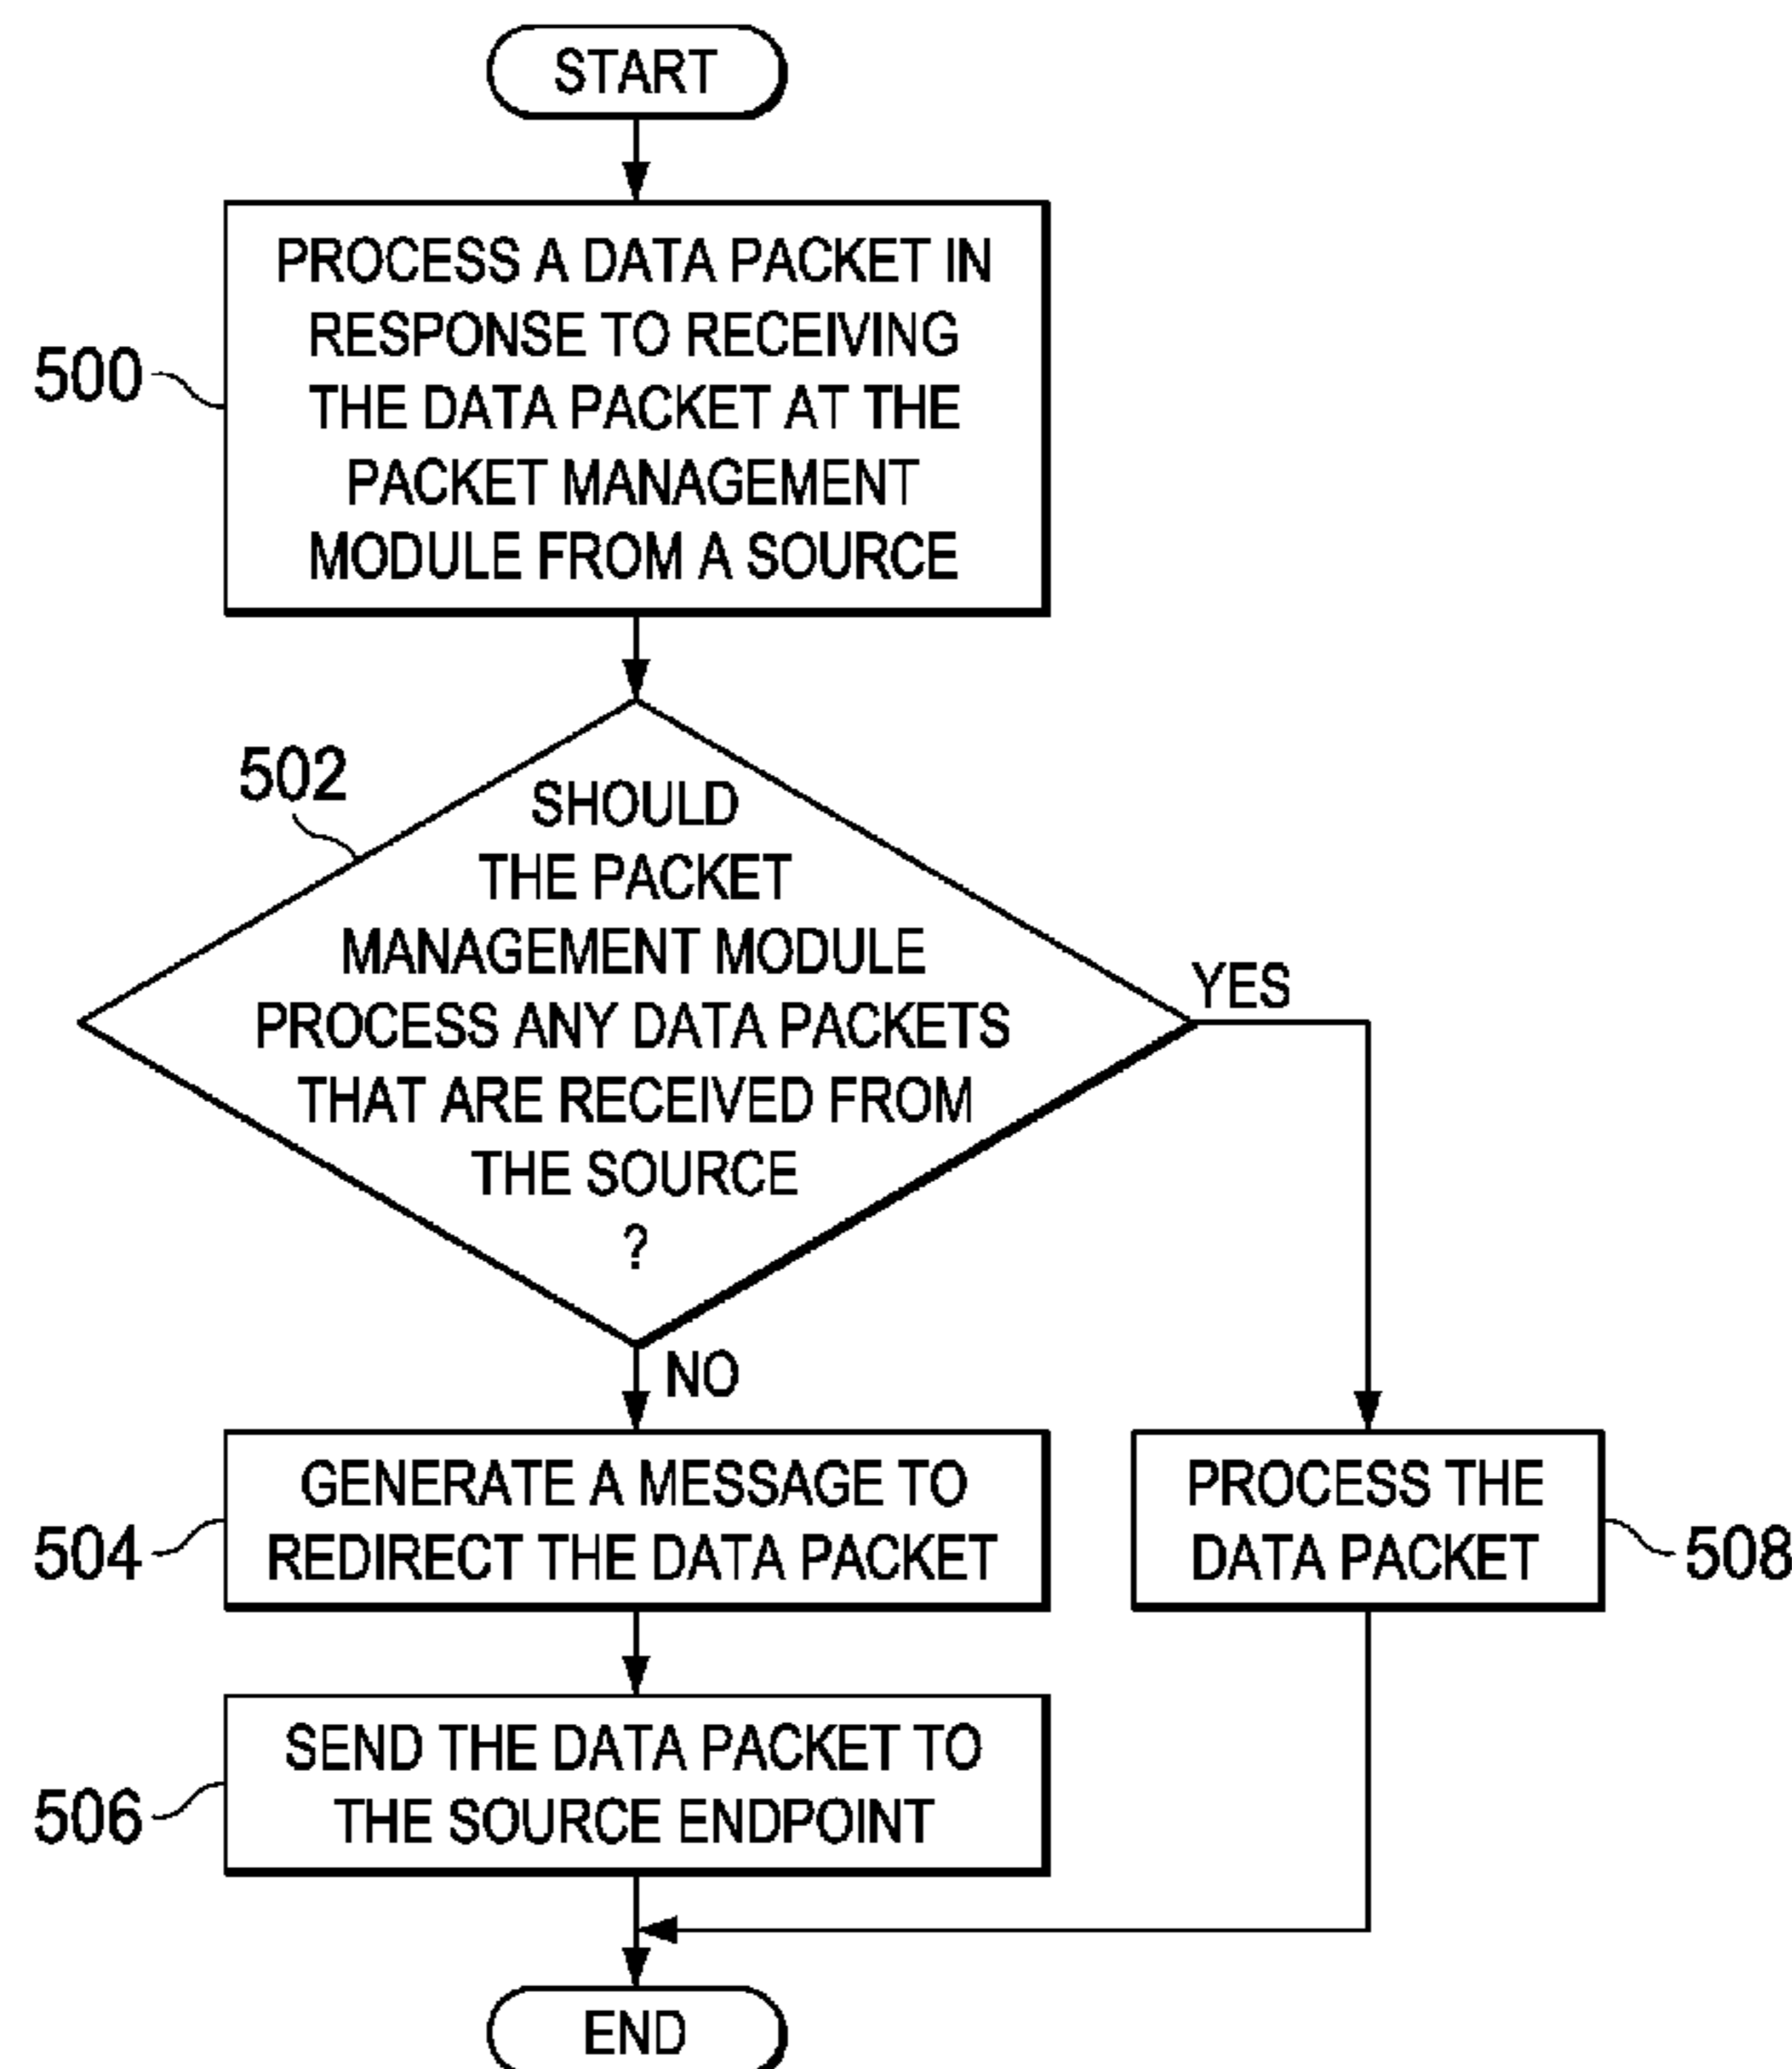 START
PROCESS A DATA PACKET IN
RESPONSE TO RECEIVING
THE DATA PACKET AT THE
PACKET MANAGEMENT
MODULE FROM A SOURCE
500
502
SHOULD
THE PACKET
MANAGEMENT MODULE
PROCESS ANY DATA PACKETS
THAT ARE RECEIVED FROM
THE SOURCE
?
YES
NO
GENERATE A MESSAGE TO
REDIRECT THE DATA PACKET
504
PROCESS THE
DATA PACKET
508
SEND THE DATA PACKET TO
THE SOURCE ENDPOINT
506
END